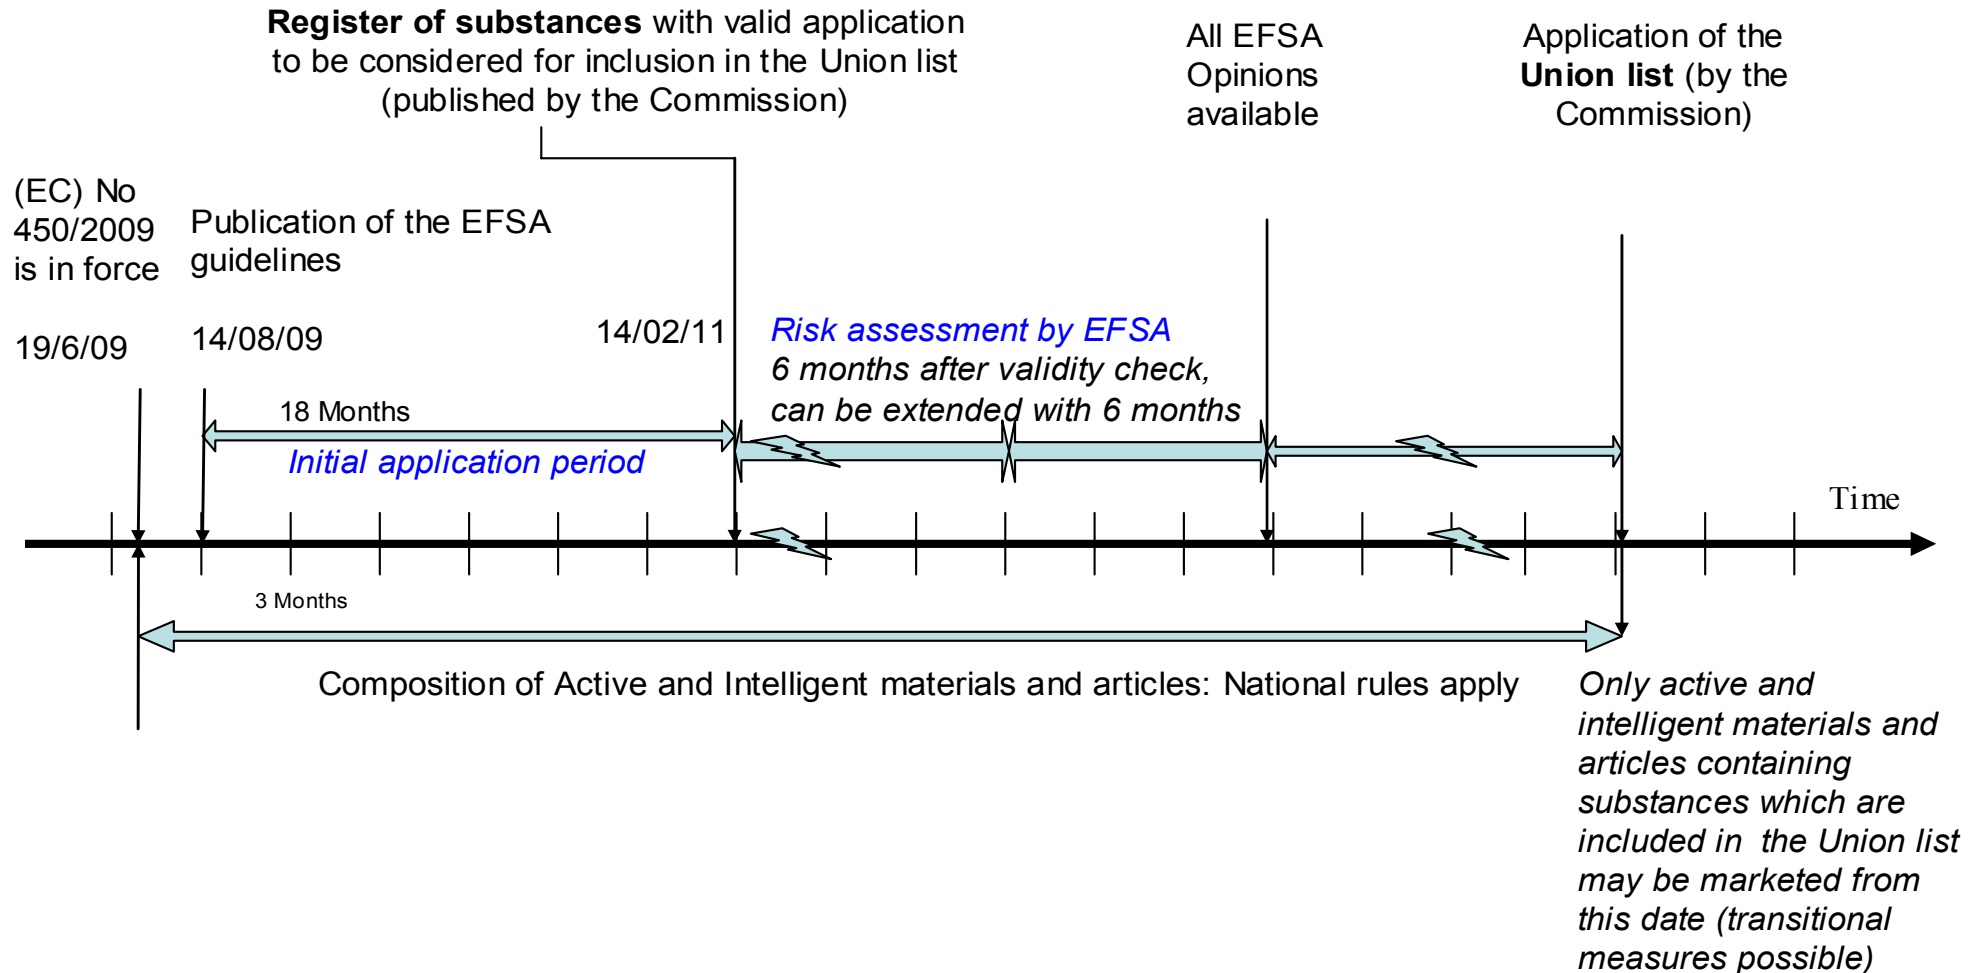 Register of substances with valid application
to be considered for inclusion in the Union list
(published by the Commission)
All EFSA
Opinions
available
Application of the
Union list (by the
Commission)
(EC) No
450/2009
is in force
19/6/09
Publication of the EFSA
guidelines
14/08/09
14/02/11
Risk assessment by EFSA
6 months after validity check,
can be extended with 6 months
18 Months
Initial application period
Time
3 Months
Composition of Active and Intelligent materials and articles: National rules apply
Only active and
intelligent materials and
articles containing
substances which are
included in the Union list
may be marketed from
this date (transitional
measures possible)